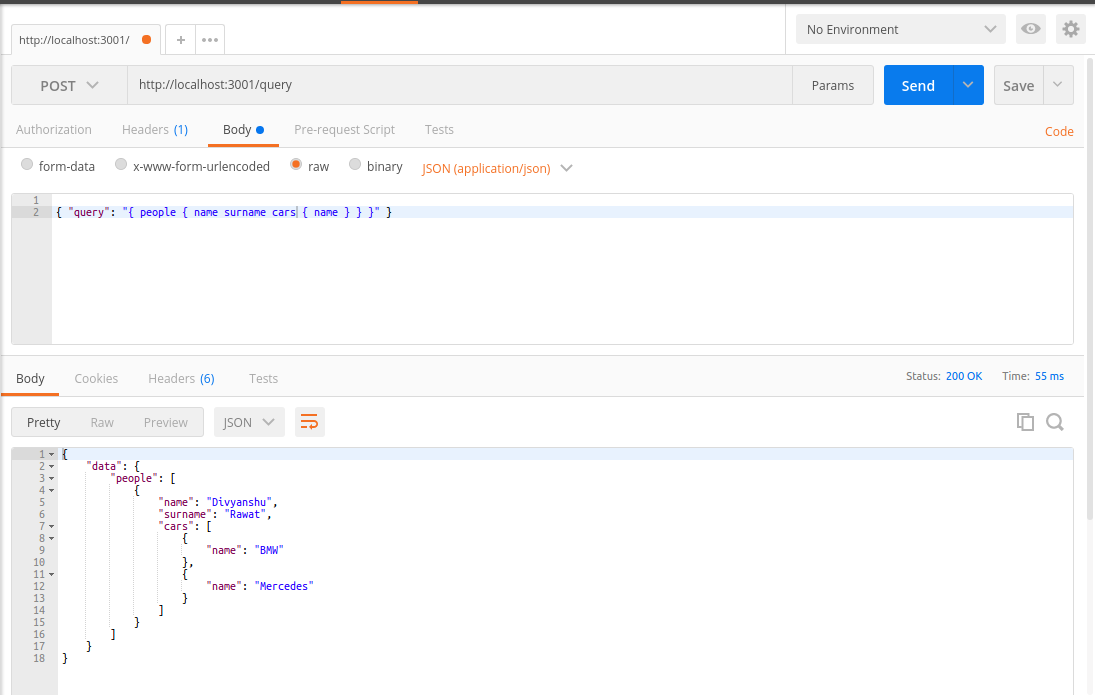 http://localhost:3001/
+
•••
No Environment
POST
http://localhost:3001/query
Params
Send
Save
Authorization
Headers (1)
Body
Pre-request Script
Tests
Code
form-data
x-www-form-urlencoded
raw
binary
JSON (application/json)
1
2 { "query": "{ people { name surname cars { name } } }" }
Body
Cookies
Headers (6)
Tests
Status: 200 OK
Time: 55 ms
Pretty
Raw
Preview
JSON
1 {
2 "data": {
3 "people": [
4 {
5 "name": "Divyanshu",
6 "surname": "Rawat",
7 "cars": [
8 {
9 "name": "BMW"
10 },
11 {
12 "name": "Mercedes"
13 }
14 ]
15 }
16 ]
17 }
18 }